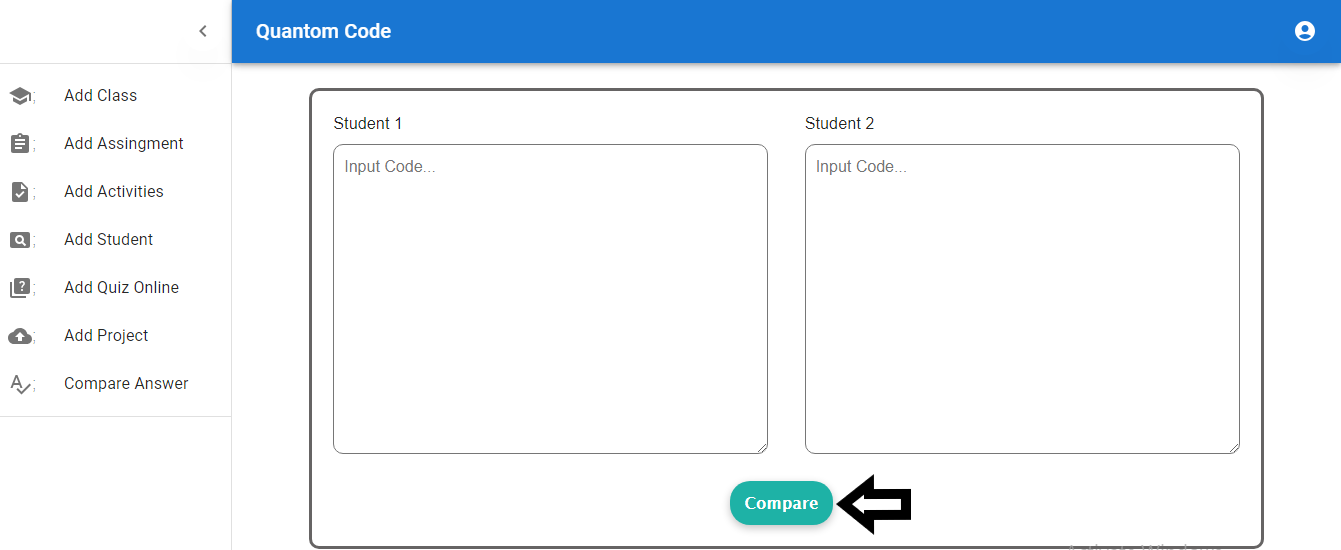 Quantom Code
Add Class
Add Assingment
Add Activities
Add Student
Add Quiz Online
Add Project
Compare Answer
Student 1
Student 2
Input Code...
Input Code...
Compare